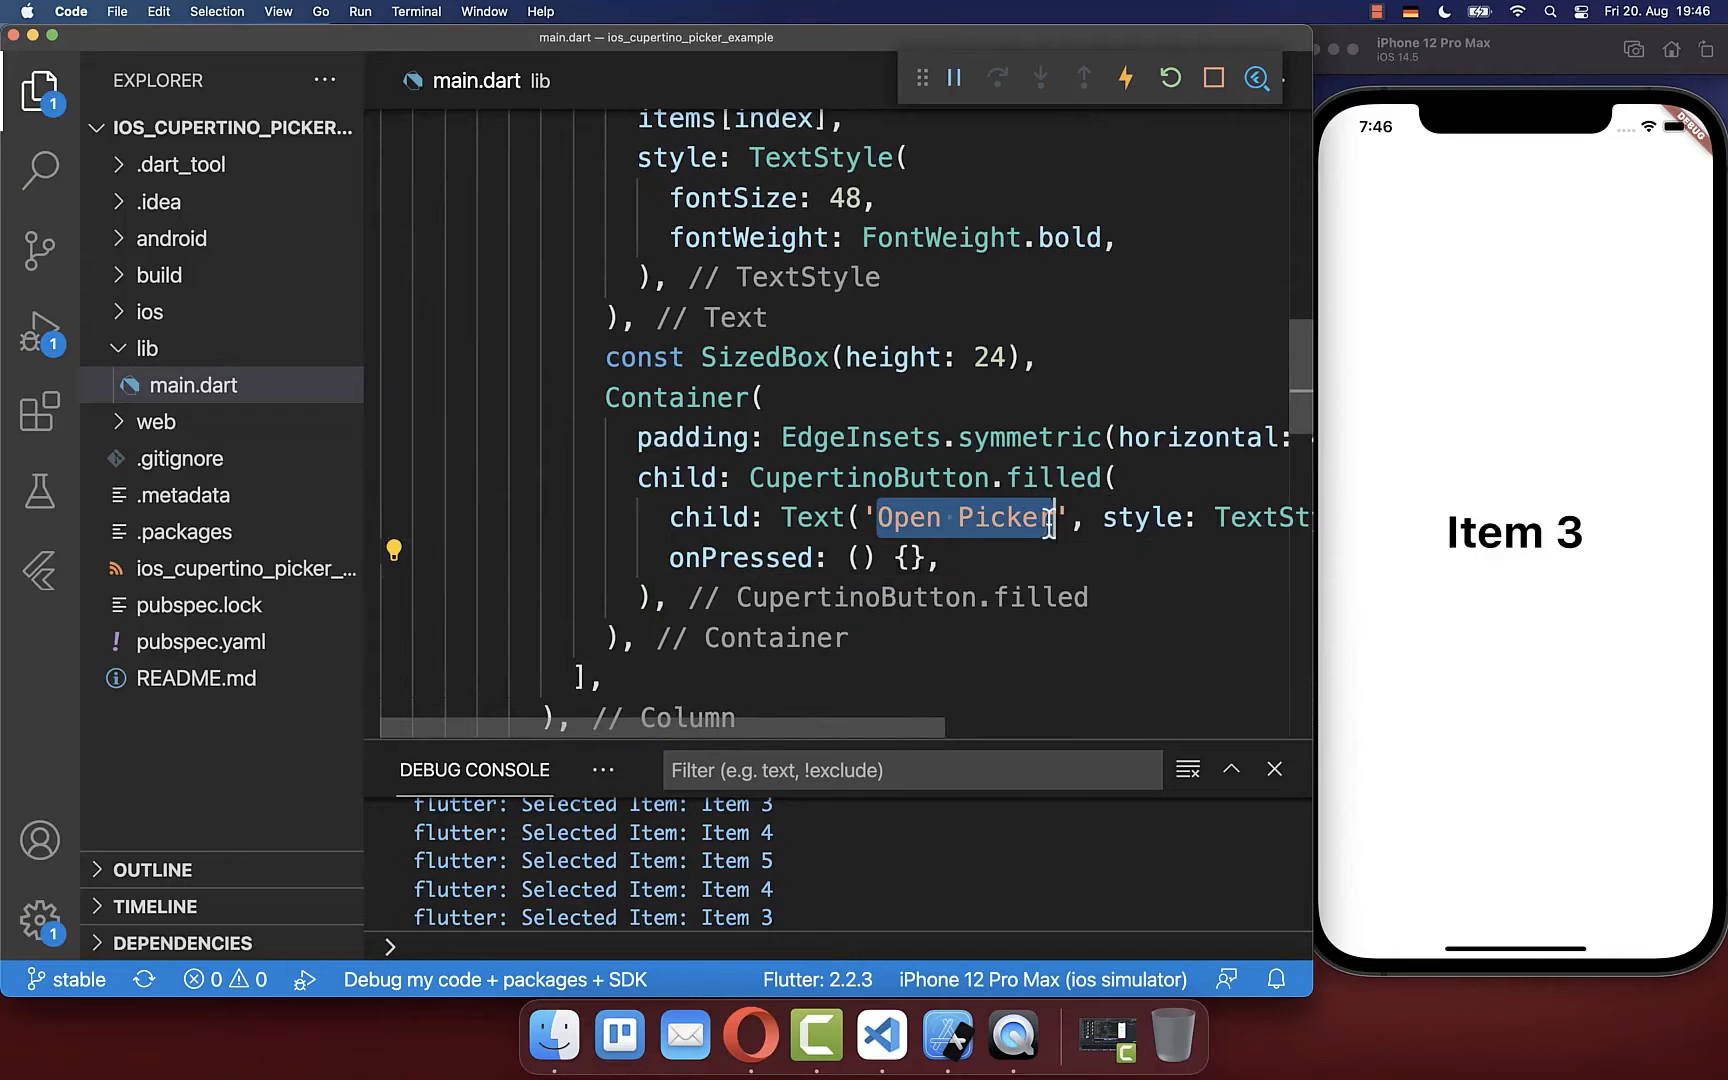 Code File Edit Selection View Go Run Terminal Window Help Fri 20. Aug 19:46
main.dart — ios_cupertino_picker_example
EXPLORER
IOS_CUPERTINO_PICKER...
.dart_tool
.idea
android
build
ios
lib
main.dart
web
.gitignore
.metadata
.packages
ios_cupertino_picker_...
pubspec.lock
pubspec.yaml
README.md
OUTLINE
TIMELINE
DEPENDENCIES
1
1
1
main.dart lib
items[index],
style: TextStyle(
fontSize: 48,
fontWeight: FontWeight.bold,
), // TextStyle
), // Text
const SizedBox(height: 24),
Container(
padding: EdgeInsets.symmetric(horizontal:
child: CupertinoButton.filled(
child: Text('Open Picker', style: TextSt
onPressed: () {},
), // CupertinoButton.filled
), // Container
],
), // Column
DEBUG CONSOLE
Filter (e.g. text, !exclude)
flutter: Selected Item: Item 3
flutter: Selected Item: Item 4
flutter: Selected Item: Item 5
flutter: Selected Item: Item 4
flutter: Selected Item: Item 3
stable 0 0 Debug my code + packages + SDK Flutter: 2.2.3 iPhone 12 Pro Max (ios simulator)
iPhone 12 Pro Max
iOS 14.5
7:46
DEBUG
Item 3